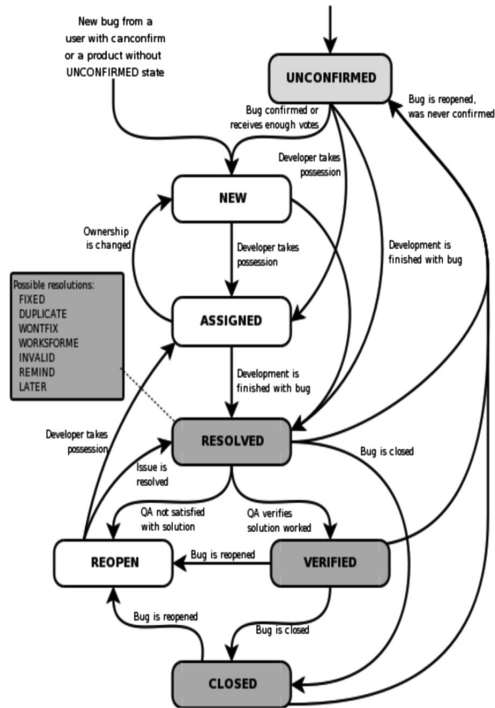 New bug from a
user with canconfirm
or a product without
UNCONFIRMED state
UNCONFIRMED
Bug is reopened,
was never confirmed
Bug confirmed or
receives enough votes
Developer takes
possession
NEW
Ownership
is changed
Developer takes
possession
Development is
finished with bug
Possible resolutions:
FIXED
DUPLICATE
WONTFIX
WORKSFORME
INVALID
REMIND
LATER
ASSIGNED
Development is
finished with bug
Developer takes
possession
RESOLVED
Bug is closed
Issue is
resolved
QA not satisfied
with solution
QA verifies
solution worked
REOPEN
Bug is reopened
VERIFIED
Bug is reopened
Bug is closed
CLOSED